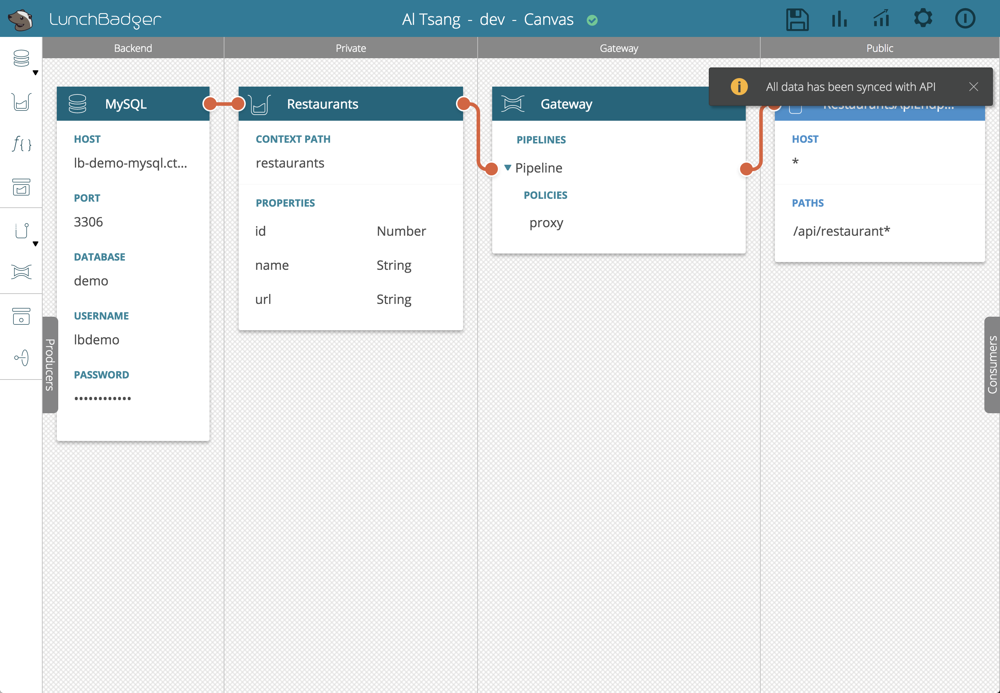 LunchBadger
Al Tsang - dev - Canvas
Backend
Private
Gateway
Public
All data has been synced with API
MySQL
Restaurants
Gateway
RestaurantsApiEndp...
HOST
lb-demo-mysql.ct...
PORT
3306
DATABASE
demo
USERNAME
lbdemo
PASSWORD
••••••••••••
CONTEXT PATH
restaurants
PROPERTIES
id Number
name String
url String
PIPELINES
Pipeline
POLICIES
proxy
HOST
*
PATHS
/api/restaurant*
f{}
Producers
Consumers